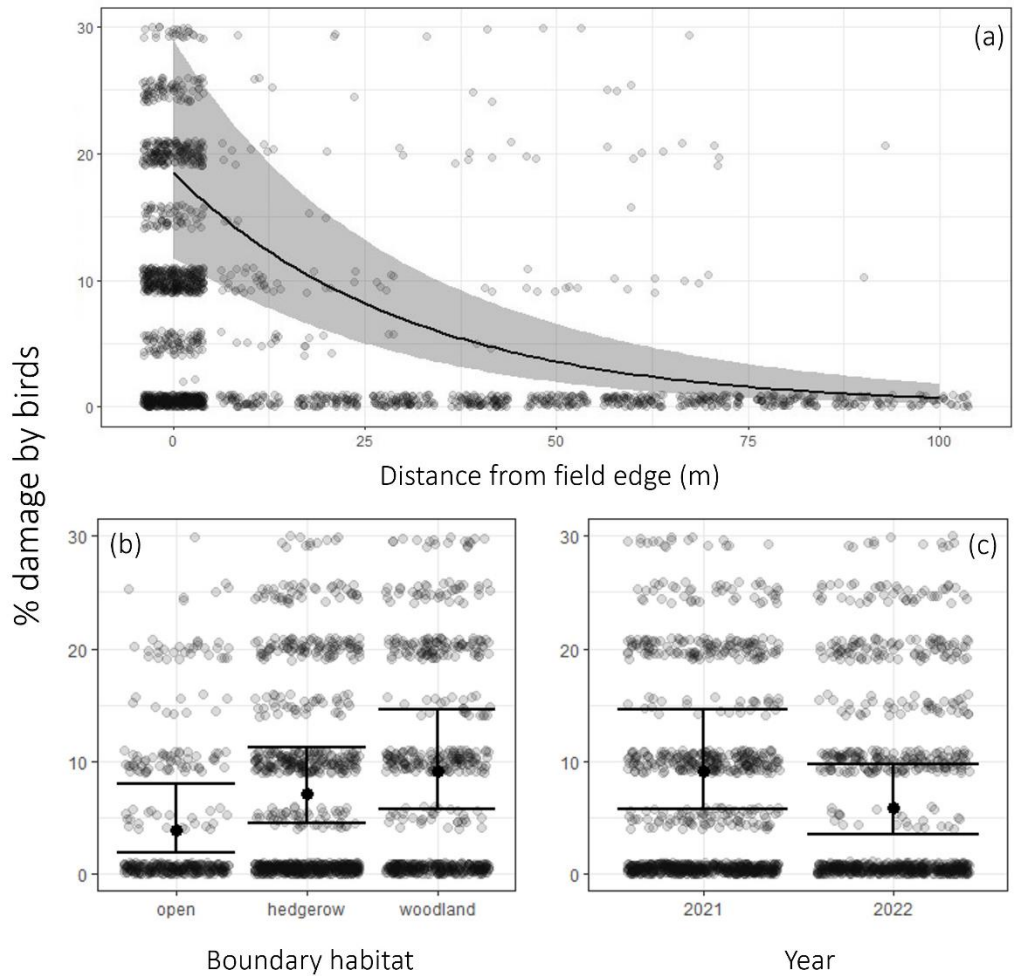 (a)
30
20
10
0
0 25 50 75 100
Distance from field edge (m)
% damage by birds
(b)
30
20
10
0
open hedgerow woodland
Boundary habitat
(c)
30
20
10
0
2021 2022
Year